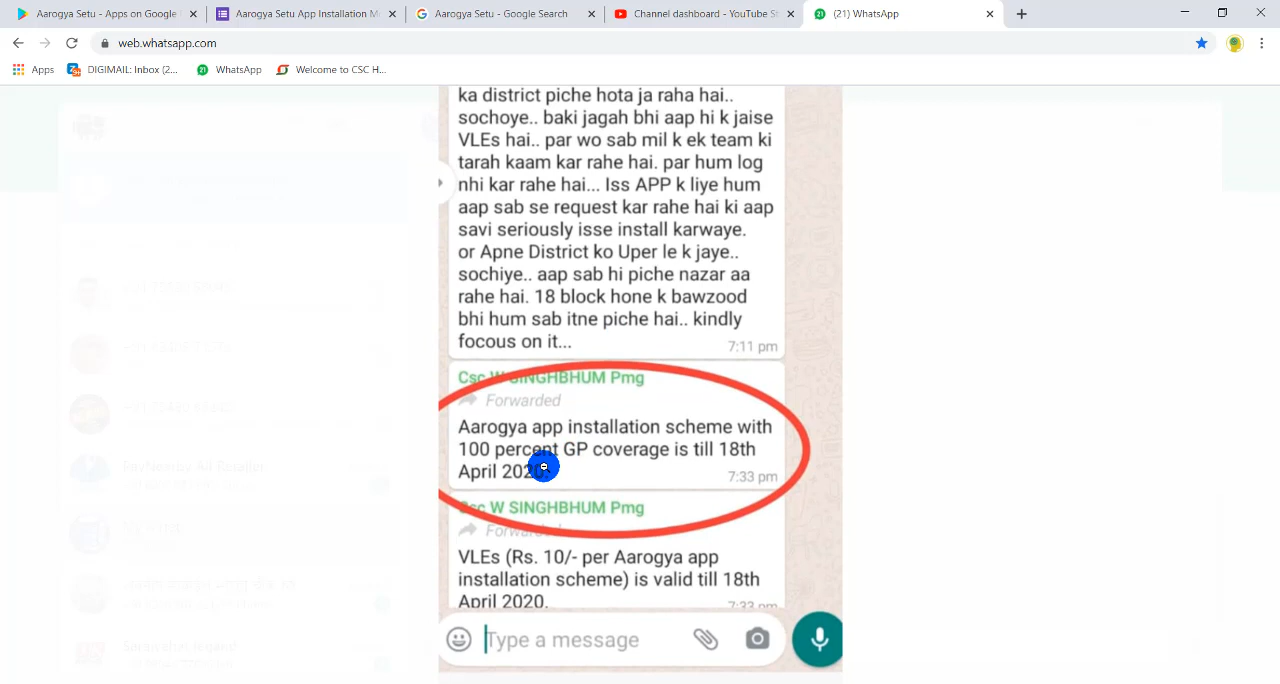 Aarogya Setu - Apps on Google
Aarogya Setu App Installation M
Aarogya Setu - Google Search
Channel dashboard - YouTube St
(21) WhatsApp
web.whatsapp.com
Apps
DIGIMAIL: Inbox (2...
WhatsApp
Welcome to CSC H...
ka district piche hota ja raha hai..
sochoye.. baki jagah bhi aap hi k jaise
VLEs hai.. par wo sab mil k ek team ki
tarah kaam kar rahe hai. par hum log
nhi kar rahe hai... Iss APP k liye hum
aap sab se request kar rahe hai ki aap
savi seriously isse install karwaye.
or Apne District ko Uper le k jaye..
sochiye.. aap sab hi piche nazar aa
rahe hai. 18 block hone k bawzood
bhi hum sab itne piche hai.. kindly
focous on it...
7:11 pm
Csc W SINGHBHUM Pmg
Forwarded
Aarogya app installation scheme with
100 percent GP coverage is till 18th
April 2020.
7:33 pm
Csc W SINGHBHUM Pmg
Forwarded
VLEs (Rs. 10/- per Aarogya app
installation scheme) is valid till 18th
April 2020.
7:33 pm
Type a message